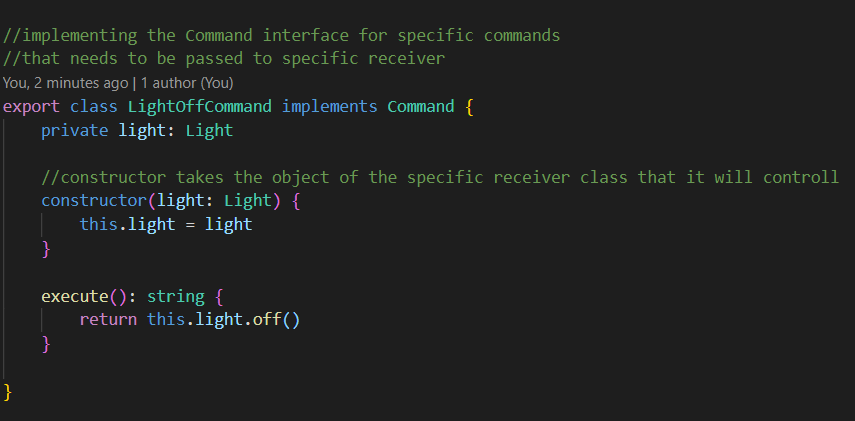 //implementing the Command interface for specific commands
//that needs to be passed to specific receiver
You, 2 minutes ago | 1 author (You)
export class LightOffCommand implements Command {
    private light: Light
    //constructor takes the object of the specific receiver class that it will controll
    constructor(light: Light) {
        this.light = light
    }
    execute(): string {
        return this.light.off()
    }
}